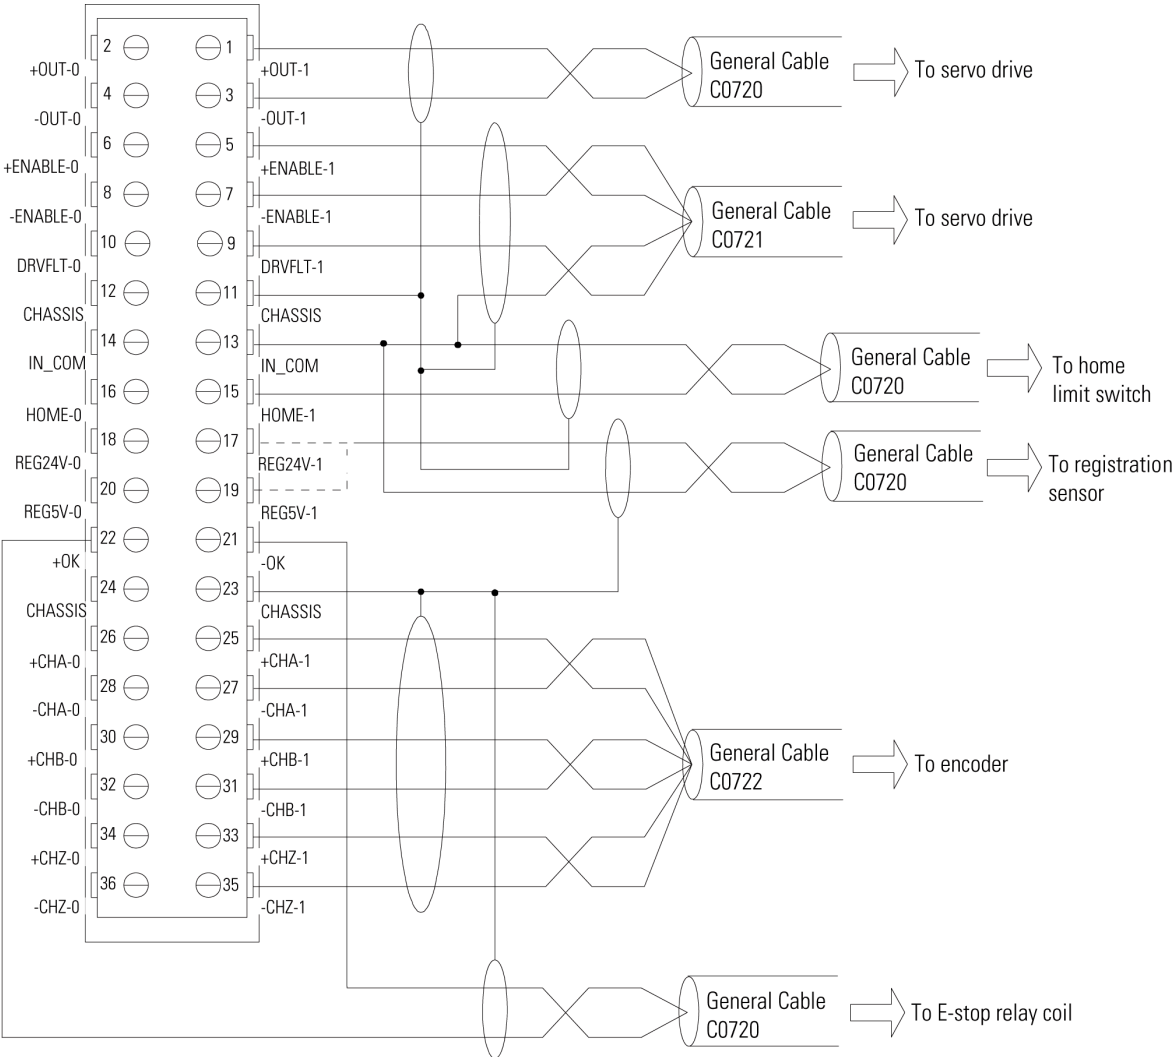 2 1
+OUT-0 +OUT-1
General Cable
C0720
To servo drive
4 3
-OUT-0 -OUT-1
6 5
+ENABLE-0 +ENABLE-1
8 7
-ENABLE-0 -ENABLE-1
General Cable
C0721
To servo drive
10 9
DRVFLT-0 DRVFLT-1
12 11
CHASSIS CHASSIS
14 13
IN_COM IN_COM
General Cable
C0720
To home
limit switch
16 15
HOME-0 HOME-1
18 17
REG24V-0 REG24V-1
General Cable
C0720
To registration
sensor
20 19
REG5V-0 REG5V-1
22 21
+OK -OK
24 23
CHASSIS CHASSIS
26 25
+CHA-0 +CHA-1
28 27
-CHA-0 -CHA-1
30 29
+CHB-0 +CHB-1
General Cable
C0722
To encoder
32 31
-CHB-0 -CHB-1
34 33
+CHZ-0 +CHZ-1
36 35
-CHZ-0 -CHZ-1
General Cable
C0720
To E-stop relay coil